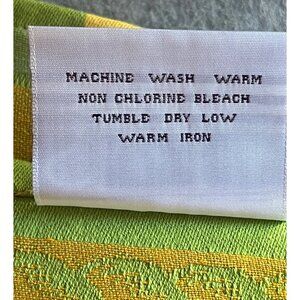 MACHINE WASH WARM
NON CHLORINE BLEACH
TUMBLE DRY LOW
WARM IRON